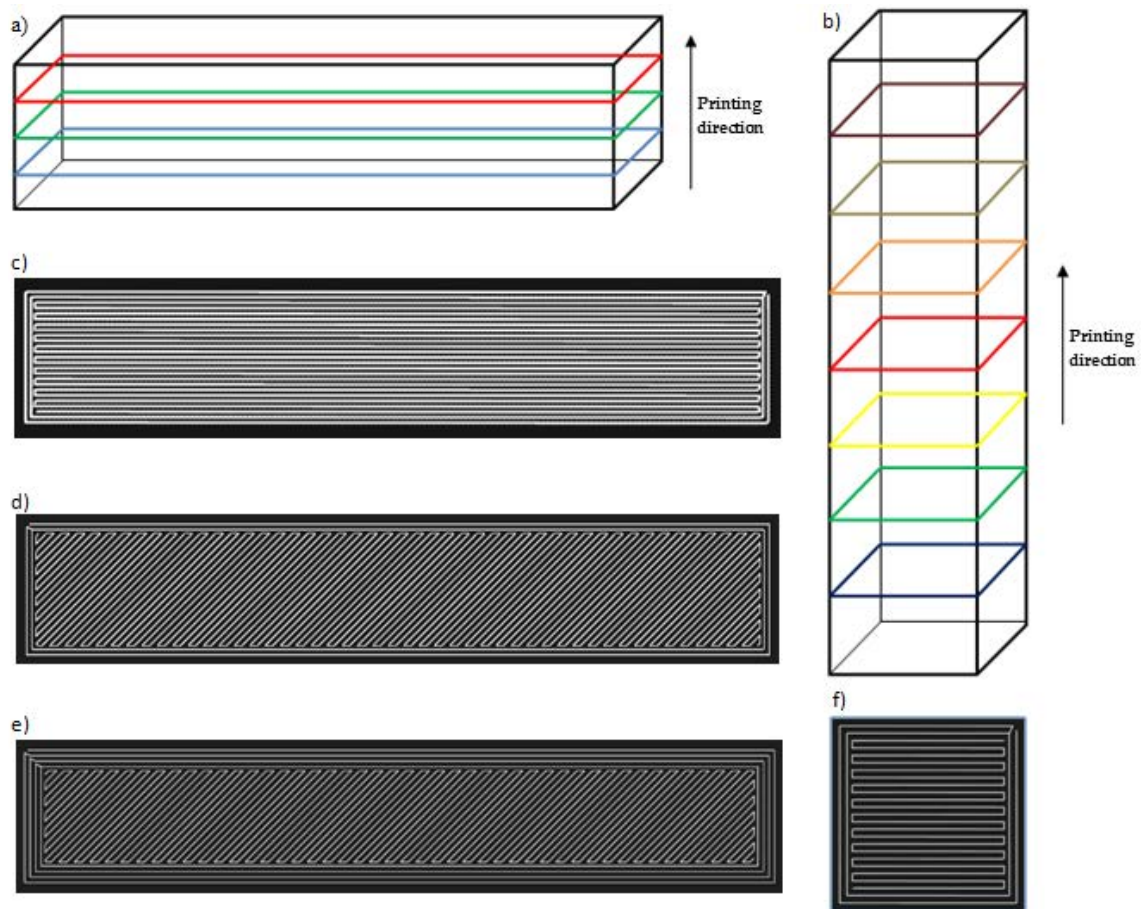 a)
Printing
direction
b)
Printing
direction
c)
d)
e)
f)